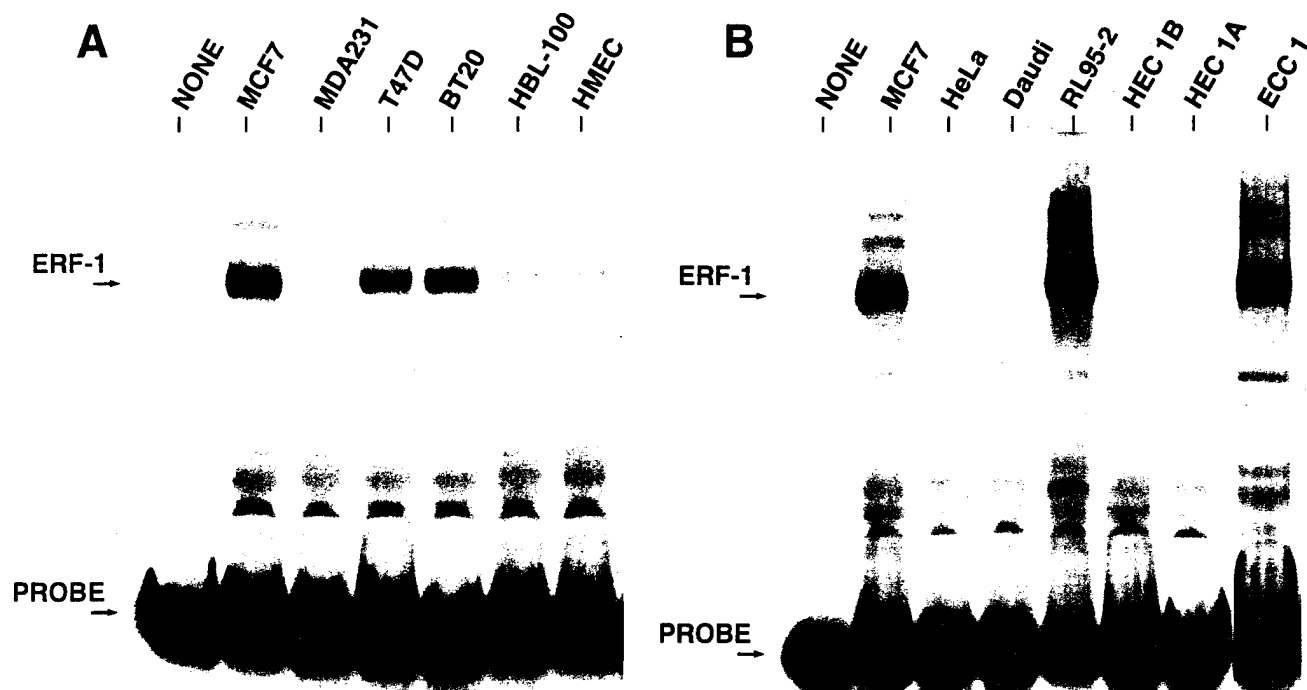 A
NONE
MCF7
MDA231
T47D
BT20
HBL-100
HMEC
ERF-1
PROBE
B
NONE
MCF7
HeLa
Daudi
RL95-2
HEC 1B
HEC 1A
ECC 1
ERF-1
PROBE